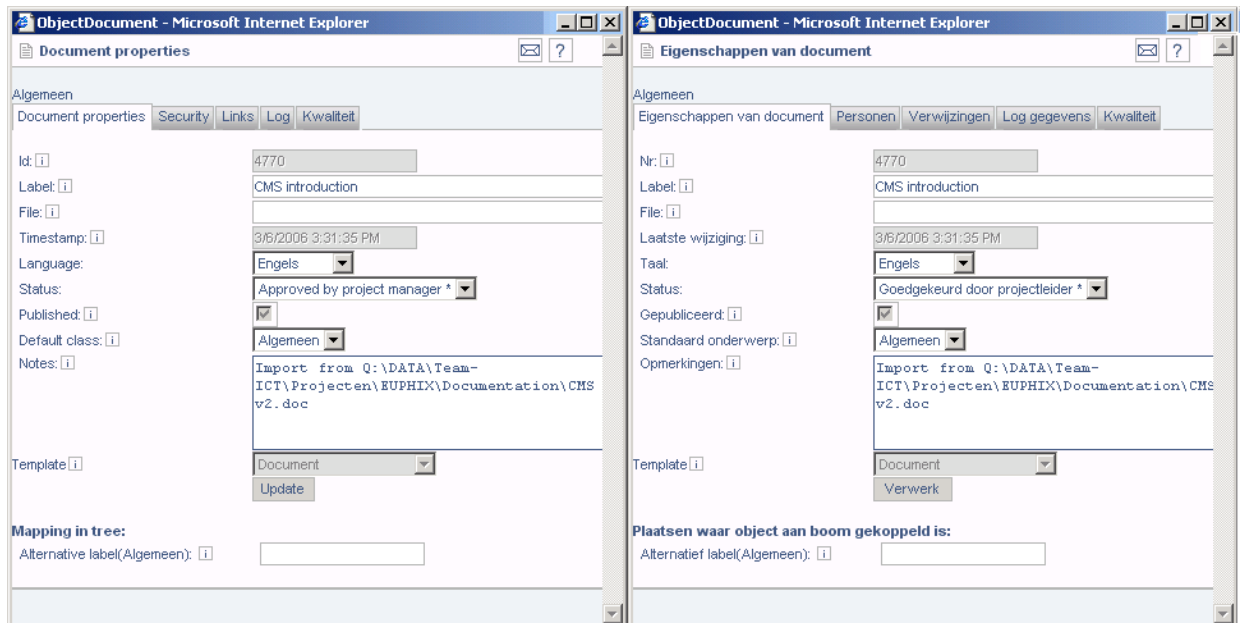 ObjectDocument - Microsoft Internet Explorer
Document properties
?
Algemeen
Document properties Security Links Log Kwaliteit
Id: i 4770
Label: i CMS introduction
File: i
Timestamp: i 3/6/2006 3:31:35 PM
Language: Engels
Status: Approved by project manager *
Published: i
Default class: i Algemeen
Notes: i Import from Q:\DATA\Team-
ICT\Projecten\EUPHIX\Documentation\CMS
v2.doc
Template i Document
Update
Mapping in tree:
Alternative label(Algemeen): i
ObjectDocument - Microsoft Internet Explorer
Eigenschappen van document
?
Algemeen
Eigenschappen van document Personen Verwijzingen Log gegevens Kwaliteit
Nr: i 4770
Label: i CMS introduction
File: i
Laatste wijziging: i 3/6/2006 3:31:35 PM
Taal: Engels
Status: Goedgekeurd door projectleider *
Gepubliceerd: i
Standaard onderwerp: i Algemeen
Opmerkingen: i Import from Q:\DATA\Team-
ICT\Projecten\EUPHIX\Documentation\CMS
v2.doc
Template i Document
Verwerk
Plaatsen waar object aan boom gekoppeld is:
Alternatief label(Algemeen): i